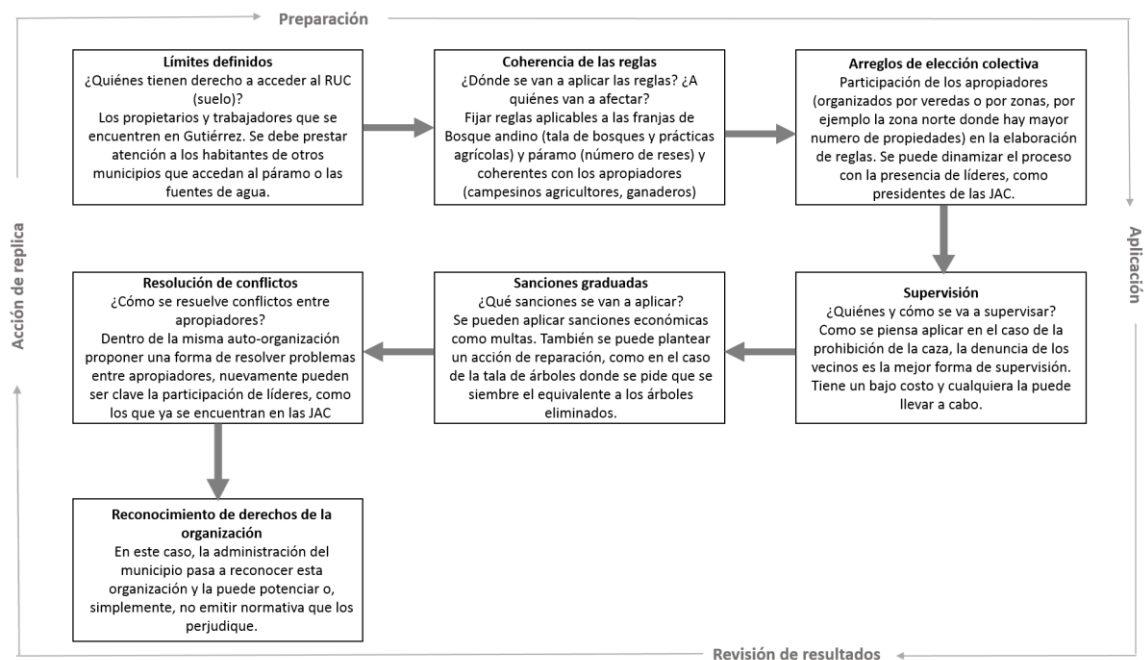 Preparación
Límites definidos
¿Quiénes tienen derecho a acceder al RUC
(suelo)?
Los propietarios y trabajadores que se
encuentren en Gutiérrez. Se debe prestar
atención a los habitantes de otros
municipios que accedan al páramo o las
fuentes de agua.
Coherencia de las reglas
¿Dónde se van a aplicar las reglas? ¿A
quiénes van a afectar?
Fijar reglas aplicables a las franjas de
Bosque andino (tala de bosques y prácticas
agrícolas) y páramo (número de reses) y
coherentes con los apropiadores
(campesinos agricultores, ganaderos)
Arreglos de elección colectiva
Participación de los apropiadores
(organizados por veredas o por zonas, por
ejemplo la zona norte donde hay mayor
numero de propiedades) en la elaboración
de reglas. Se puede dinamizar el proceso
con la presencia de líderes, como
presidentes de las JAC.
Aplicación
Supervisión
¿Quiénes y cómo se va a supervisar?
Como se piensa aplicar en el caso de la
prohibición de la caza, la denuncia de los
vecinos es la mejor forma de supervisión.
Tiene un bajo costo y cualquiera la puede
llevar a cabo.
Sanciones graduadas
¿Qué sanciones se van a aplicar?
Se pueden aplicar sanciones económicas
como multas. También se puede plantear
un acción de reparación, como en el caso
de la tala de árboles donde se pide que se
siembre el equivalente a los árboles
eliminados.
Resolución de conflictos
¿Cómo se resuelve conflictos entre
apropiadores?
Dentro de la misma auto-organización
proponer una forma de resolver problemas
entre apropiadores, nuevamente pueden
ser clave la participación de líderes, como
los que ya se encuentran en las JAC
Reconocimiento de derechos de la
organización
En este caso, la administración del
municipio pasa a reconocer esta
organización y la puede potenciar o,
simplemente, no emitir normativa que los
perjudique.
Revisión de resultados
Acción de replica